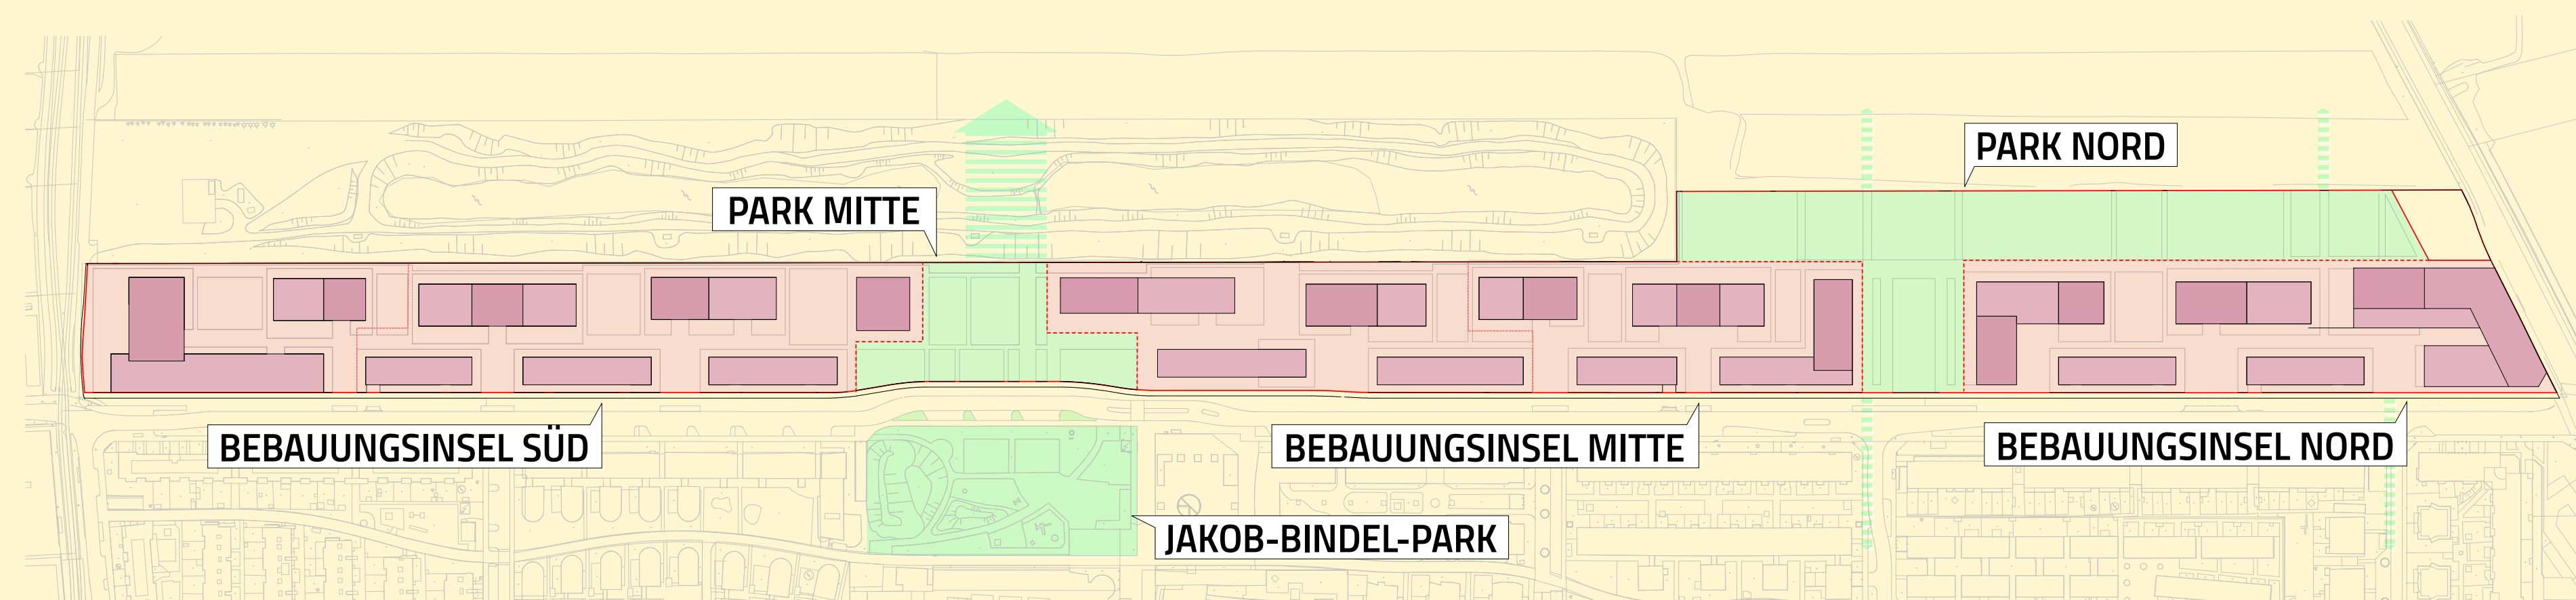 PARK NORD
PARK MITTE
BEBAUUNGSINSEL SÜD
BEBAUUNGSINSEL MITTE
BEBAUUNGSINSEL NORD
JAKOB-BINDEL-PARK